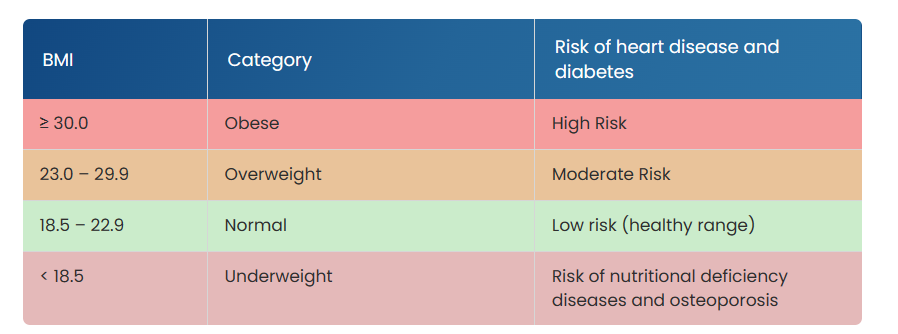 BMI
Category
Risk of heart disease and
diabetes
≥ 30.0
Obese
High Risk
23.0 – 29.9
Overweight
Moderate Risk
18.5 – 22.9
Normal
Low risk (healthy range)
< 18.5
Underweight
Risk of nutritional deficiency
diseases and osteoporosis